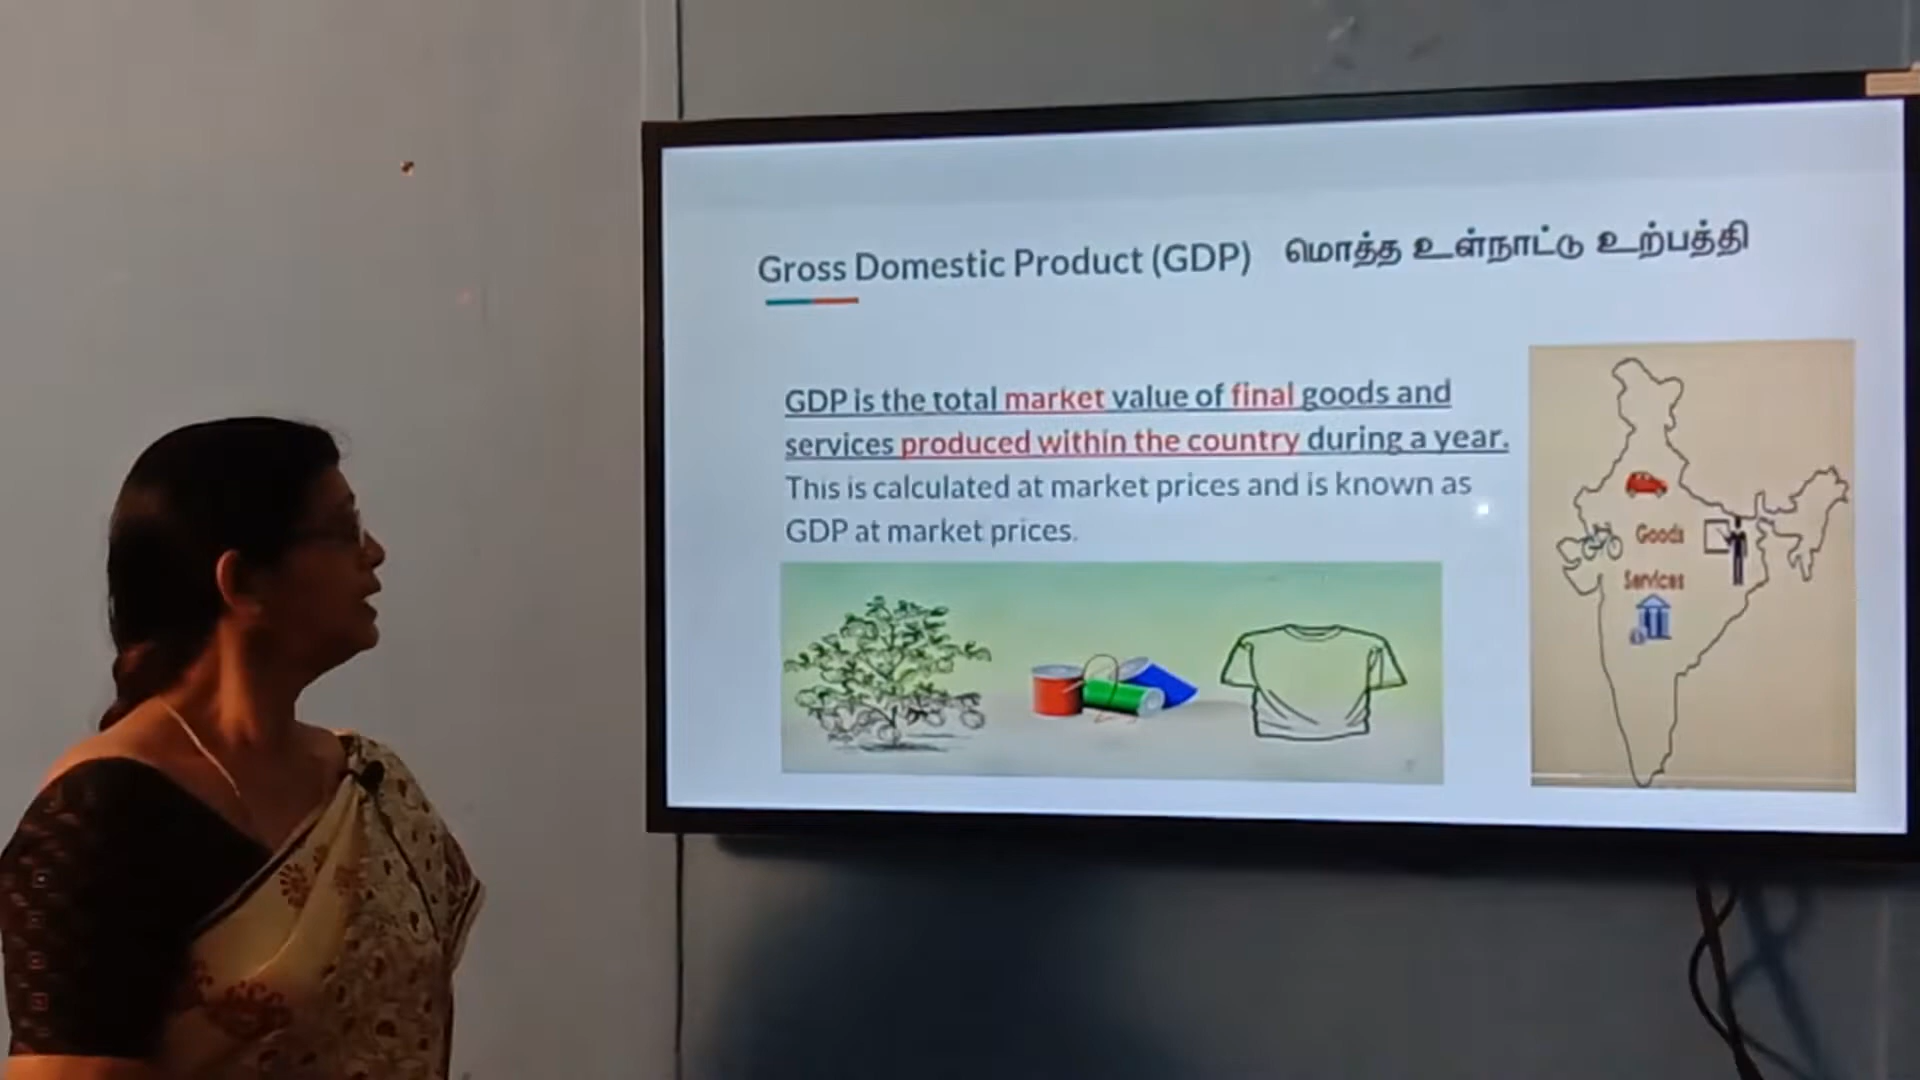 Gross Domestic Product (GDP) மொத்த உள்நாட்டு உற்பத்தி
GDP is the total market value of final goods and
services produced within the country during a year.
This is calculated at market prices and is known as
GDP at market prices.
Goods
Services